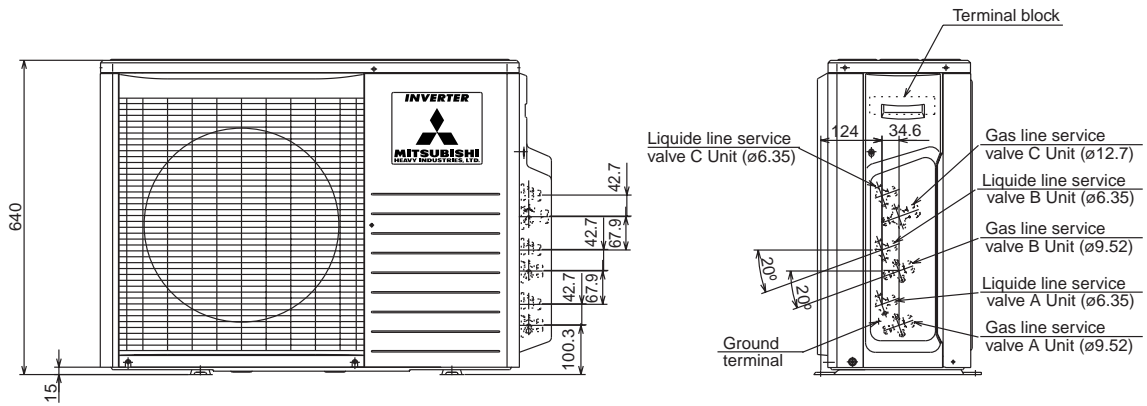 Terminal block
INVERTER
MITSUBISHI
HEAVY INDUSTRIES, LTD.
640
15
42.7
67.9
42.7
67.9
42.7
100.3
124
34.6
Liquide line service
valve C Unit (ø6.35)
Gas line service
valve C Unit (ø12.7)
Liquide line service
valve B Unit (ø6.35)
Gas line service
valve B Unit (ø9.52)
20º
20º
Liquide line service
valve A Unit (ø6.35)
Gas line service
valve A Unit (ø9.52)
Ground
terminal